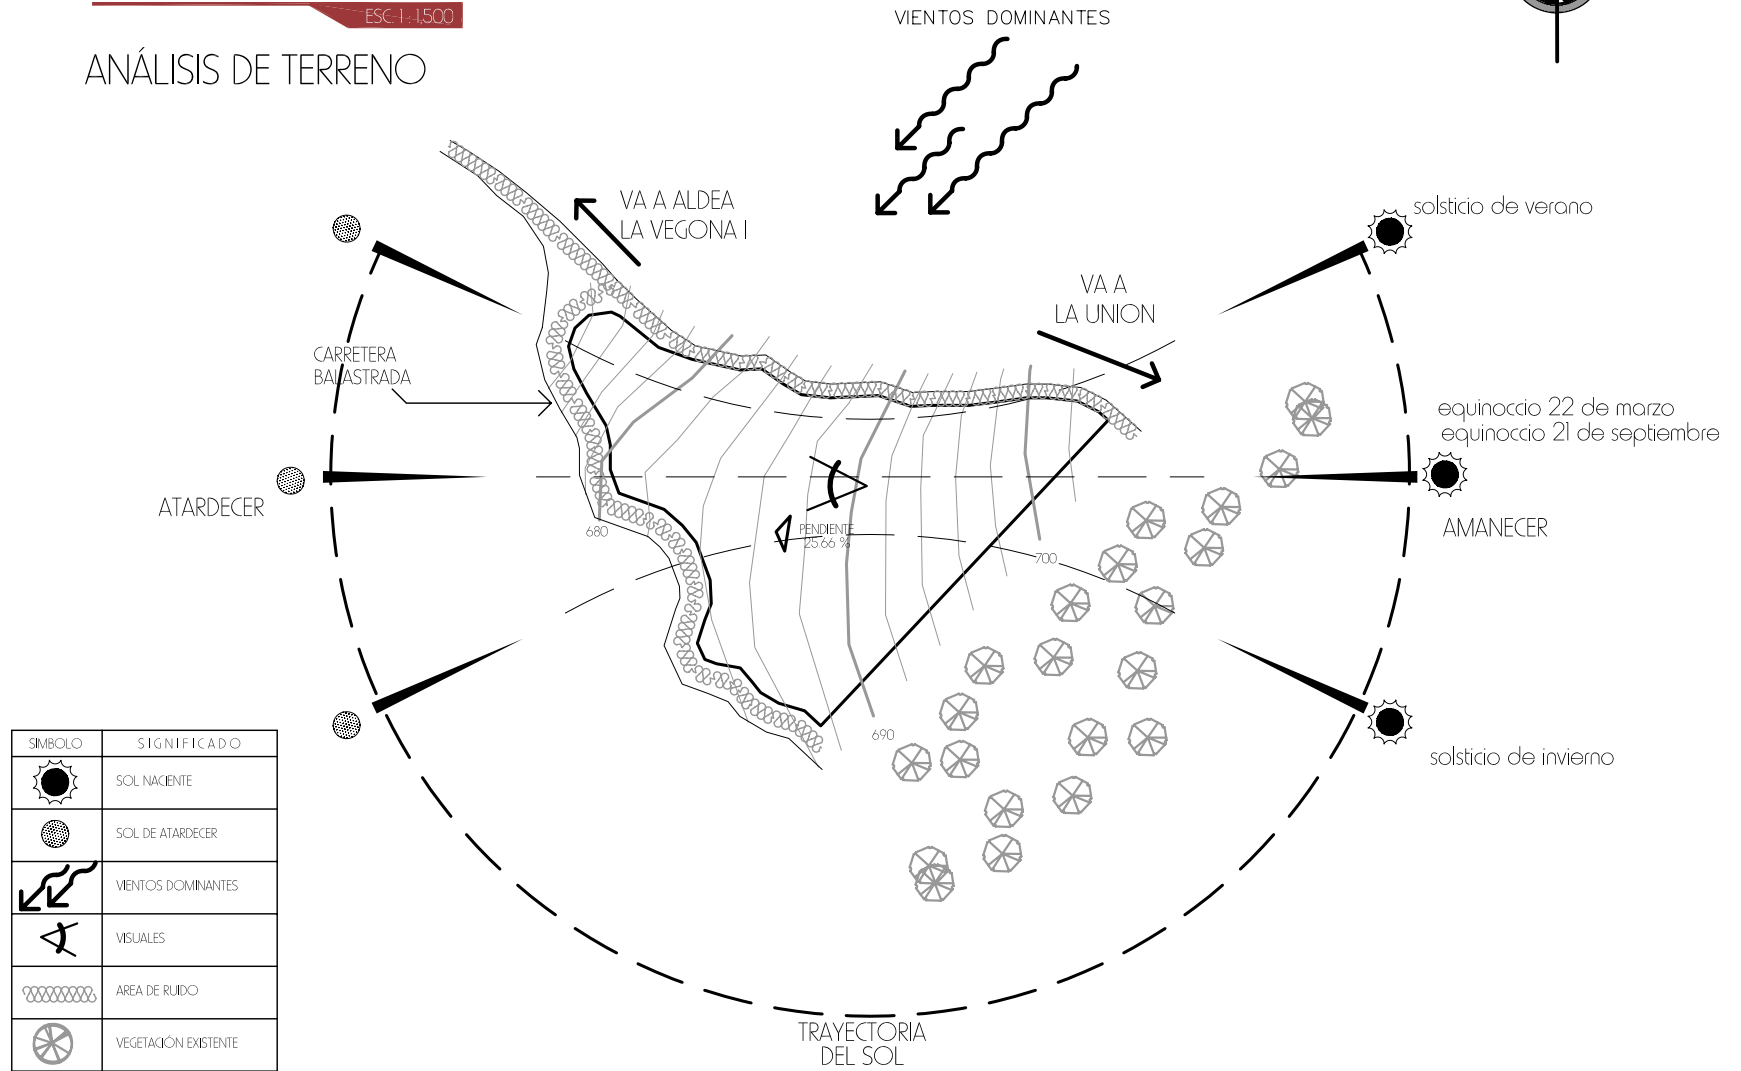 ESC 1 : 1,500
ANÁLISIS DE TERRENO
VIENTOS DOMINANTES
VA A ALDEA
LA VEGONA I
VA A
LA UNION
solsticio de verano
CARRETERA
BALASTRADA
equinoccio 22 de marzo
equinoccio 21 de septiembre
ATARDECER
AMANECER
680
PENDIENTE
25.66 %
700
690
solsticio de invierno
TRAYECTORIA
DEL SOL
SIMBOLO SIGNIFICADO
SOL NACIENTE
SOL DE ATARDECER
VIENTOS DOMINANTES
VISUALES
AREA DE RUIDO
VEGETACIÓN EXISTENTE